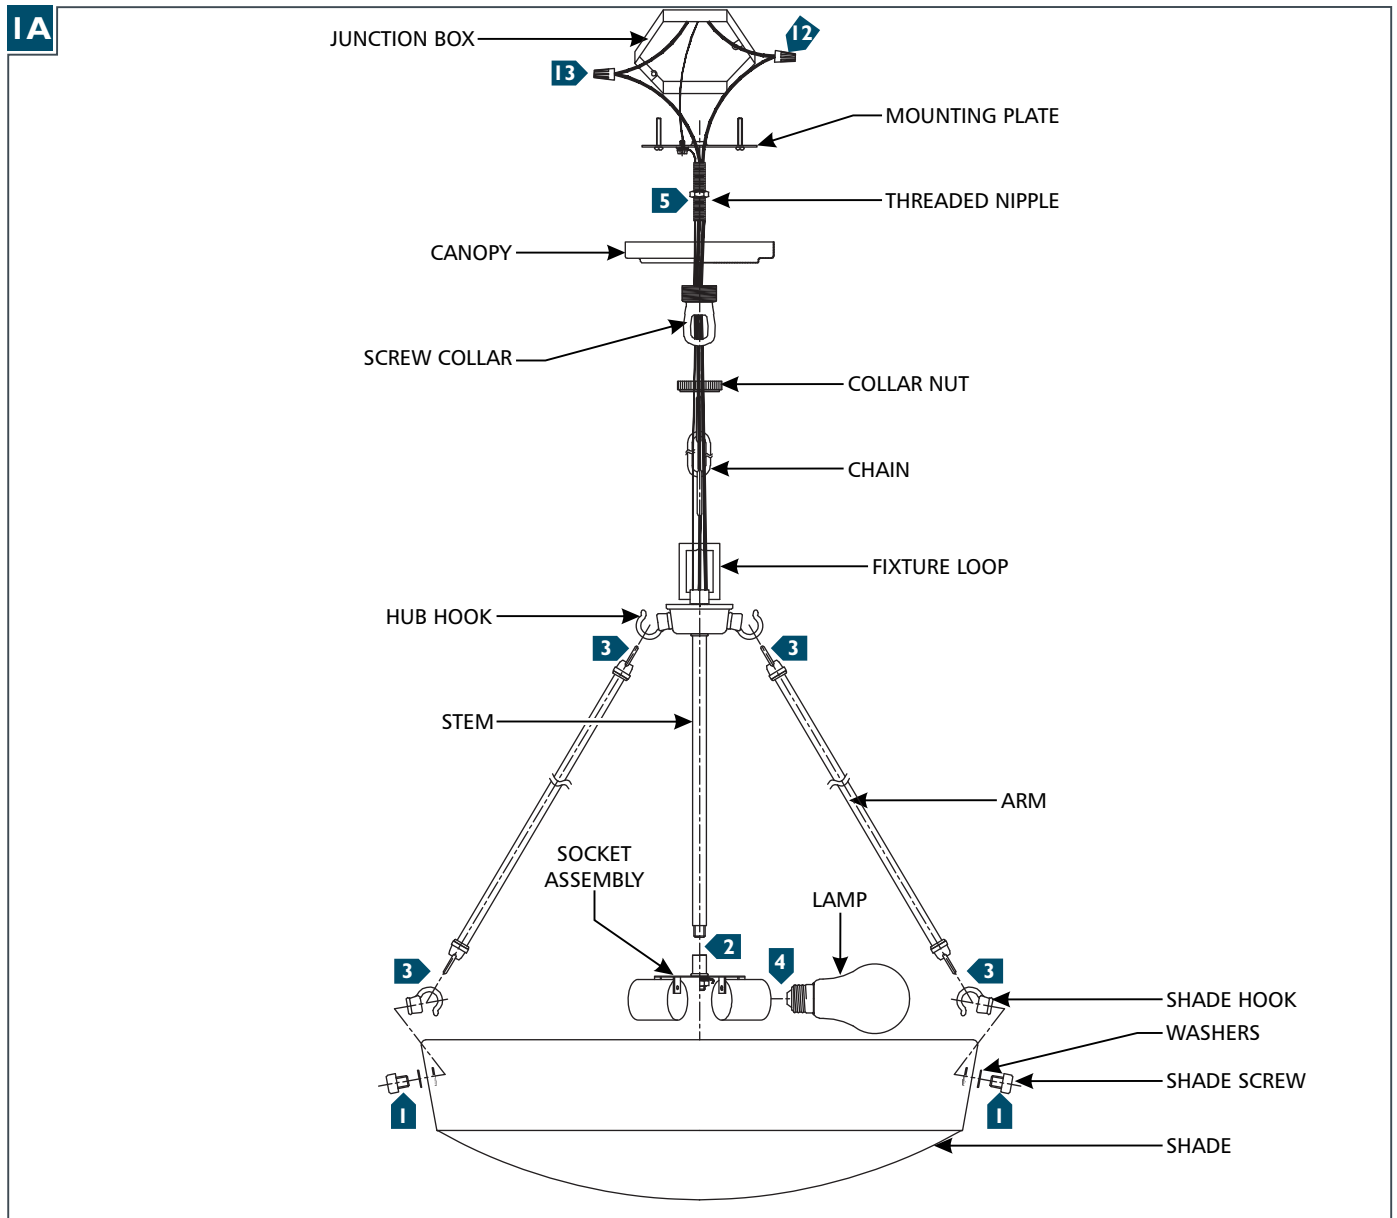 1A
JUNCTION BOX
12
13
MOUNTING PLATE
5
THREADED NIPPLE
CANOPY
SCREW COLLAR
COLLAR NUT
CHAIN
FIXTURE LOOP
HUB HOOK
3
3
STEM
ARM
SOCKET
ASSEMBLY
LAMP
2
4
3
3
SHADE HOOK
WASHERS
SHADE SCREW
1
1
SHADE